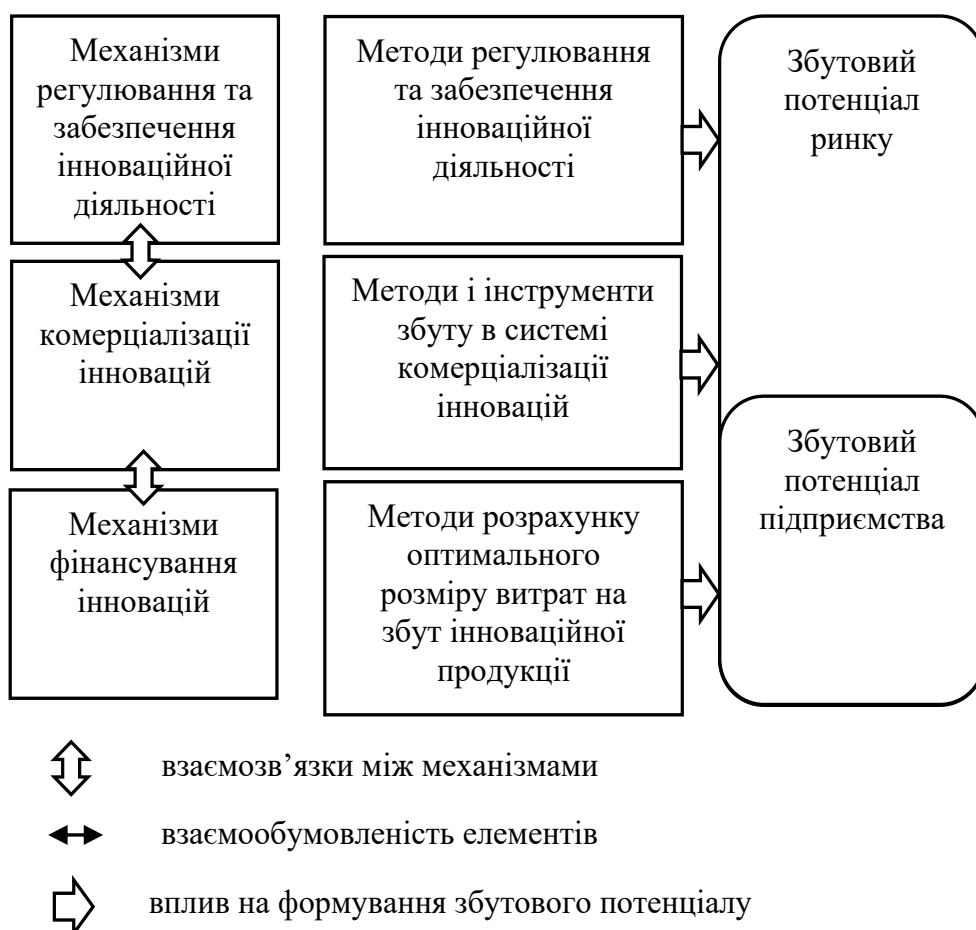 Механізми
регулювання та
забезпечення
інноваційної
діяльності
Механізми
комерціалізації
інновацій
Механізми
фінансування
інновацій
Методи регулювання
та забезпечення
інноваційної
діяльності
Методи і інструменти
збуту в системі
комерціалізації
інновацій
Методи розрахунку
оптимального
розміру витрат на
збут інноваційної
продукції
Збутовий
потенціал
ринку
Збутовий
потенціал
підприємства
взаємозв’язки між механізмами
взаємообумовленість елементів
вплив на формування збутового потенціалу